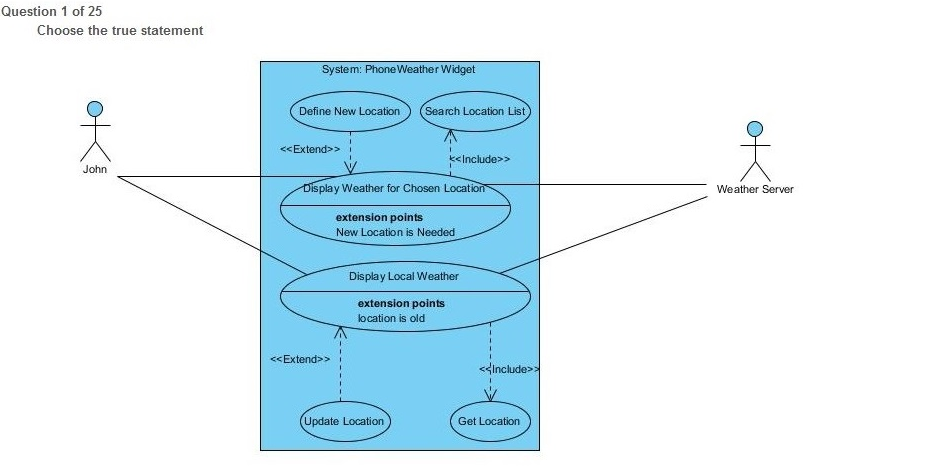 Question 1 of 25
Choose the true statement
System: PhoneWeather Widget
Define New Location
Search Location List
<<Extend>>
<<Include>>
John
Weather Server
Display Weather for Chosen Location
extension points
New Location is Needed
Display Local Weather
extension points
location is old
<<Extend>>
<<Include>>
Update Location
Get Location